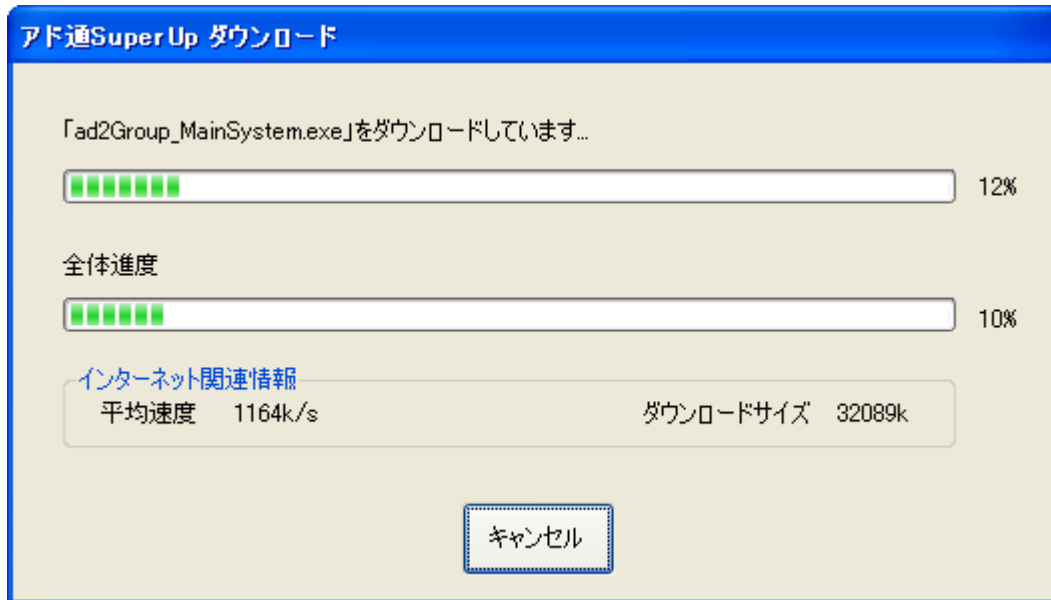 アド通SuperUp ダウンロード
「ad2Group_MainSystem.exe」をダウンロードしています...
12%
全体進度
10%
インターネット関連情報
平均速度 1164k/s ダウンロードサイズ 32089k
キャンセル